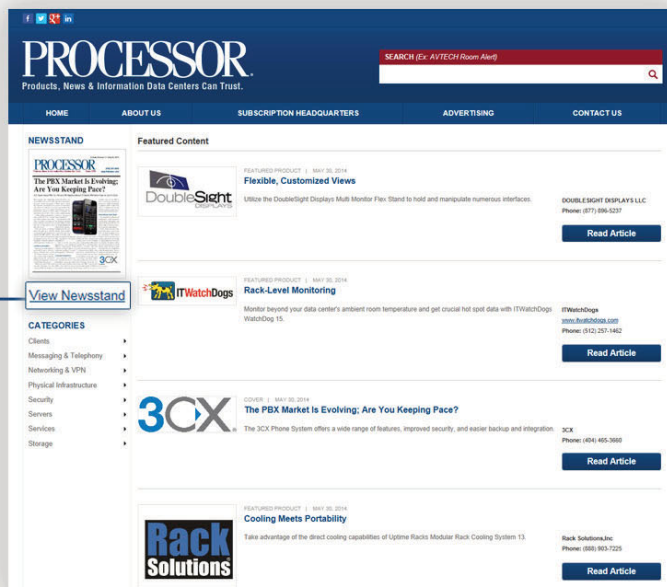 PROCESSOR.
Products, News & Information Data Centers Can Trust.
SEARCH (Ex: AVTECH Room Alert)
HOME
ABOUT US
SUBSCRIPTION HEADQUARTERS
ADVERTISING
CONTACT US
NEWSSTAND
PROCESSOR
The PBX Market Is Evolving;
Are You Keeping Pace?
3CX
View Newsstand
CATEGORIES
Clients
Messaging & Telephony
Networking & VPN
Physical Infrastructure
Security
Servers
Services
Storage
Featured Content
DoubleSight
DISPLAYS
FEATURED PRODUCT | MAY 30, 2014
Flexible, Customized Views
Utilize the DoubleSight Displays Multi Monitor Flex Stand to hold and manipulate numerous interfaces.
DOUBLESIGHT DISPLAYS LLC
Phone: (877) 896-5237
Read Article
ITWatchDogs
FEATURED PRODUCT | MAY 30, 2014
Rack-Level Monitoring
Monitor beyond your data center's ambient room temperature and get crucial hot spot data with ITWatchDogs
WatchDog 15.
ITWatchDogs
www.itwatchdogs.com
Phone: (512) 257-1462
Read Article
3CX
COVER | MAY 30, 2014
The PBX Market Is Evolving; Are You Keeping Pace?
The 3CX Phone System offers a wide range of features, improved security, and easier backup and integration.
3CX
Phone: (404) 465-3668
Read Article
Rack
Solutions
FEATURED PRODUCT | MAY 30, 2014
Cooling Meets Portability
Take advantage of the direct cooling capabilities of Uptime Racks Modular Rack Cooling System 13.
Rack Solutions,Inc
Phone: (888) 903-7225
Read Article